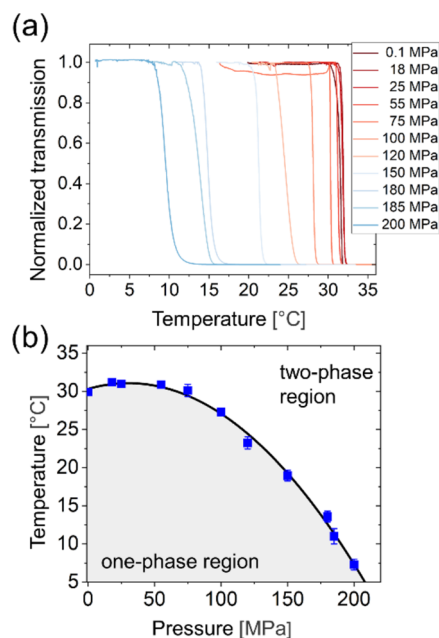 (a)
1.0
0.8
0.6
0.4
0.2
0.0
Normalized transmission
0.1 MPa
18 MPa
25 MPa
55 MPa
75 MPa
100 MPa
120 MPa
150 MPa
180 MPa
185 MPa
200 MPa
0 5 10 15 20 25 30 35
Temperature [°C]
(b)
35
30
25
20
15
10
5
Temperature [°C]
two-phase
region
one-phase region
0 50 100 150 200
Pressure [MPa]